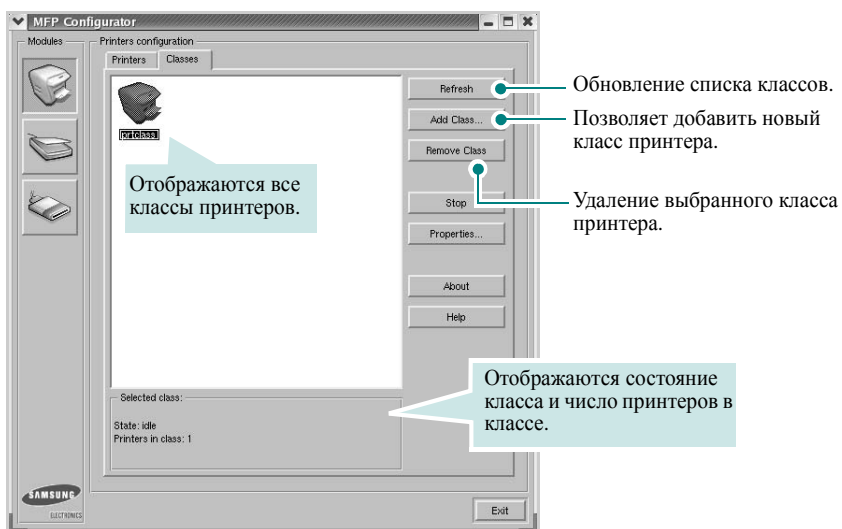 MFP Configurator
Modules
Printers configuration
Printers
Classes
prtclass
Отображаются все
классы принтеров.
Refresh
Add Class...
Remove Class
Stop
Properties...
About
Help
Обновление списка классов.
Позволяет добавить новый
класс принтера.
Удаление выбранного класса
принтера.
Отображаются состояние
класса и число принтеров в
классе.
Selected class:
State: idle
Printers in class: 1
SAMSUNG
ELECTRONICS
Exit